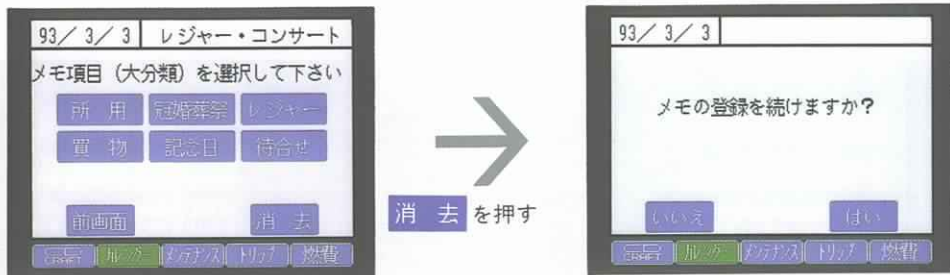 93／ 3／ 3 レジャー・コンサート
メモ項目（大分類）を選択して下さい
所 用 冠婚葬祭 レジャー
買 物 記念日 待合せ
前画面 消 去
カレンダー メンテナンス トリップ 燃費
消 去 を押す
93／ 3／ 3
メモの登録を続けますか？
いいえ はい
カレンダー メンテナンス トリップ 燃費